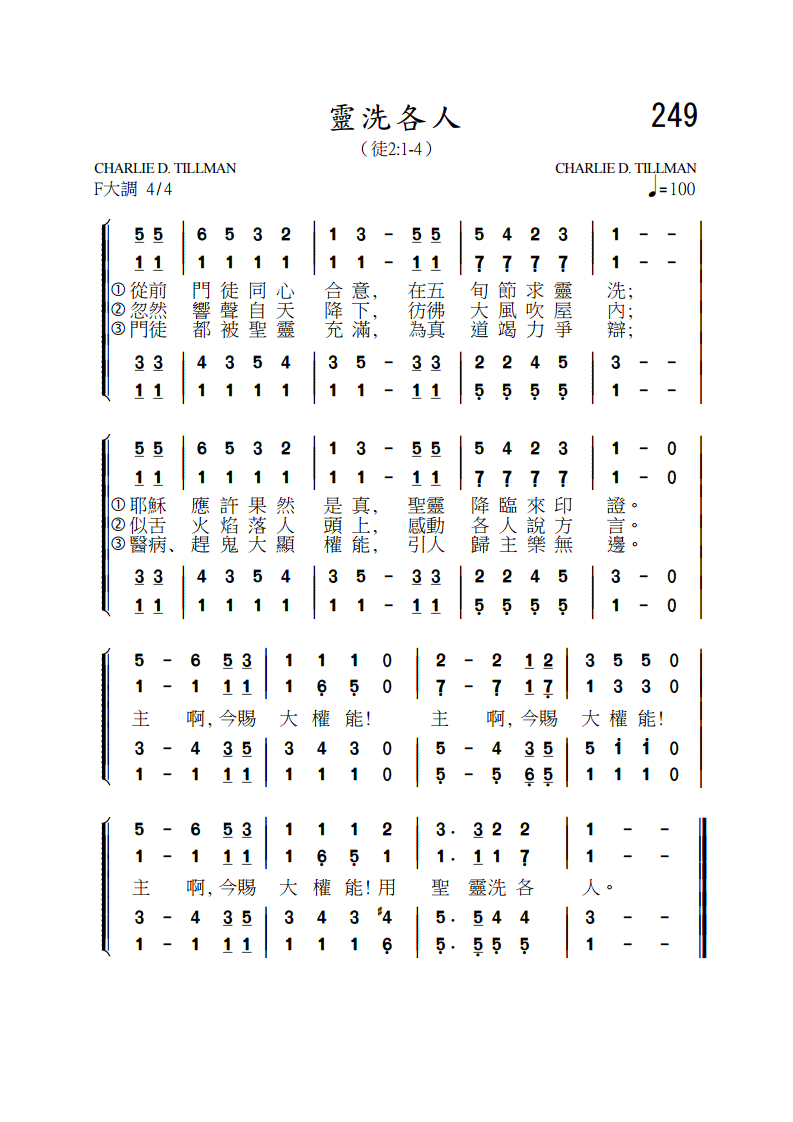 靈洗各人 249
（徒2:1-4）
CHARLIE D. TILLMAN CHARLIE D. TILLMAN
F大調 4/4 ♩=100
5 5 | 6 5 3 2 | 1 3 - 5 5 | 5 4 2 3 | 1 - - |
1 1 | 1 1 1 1 | 1 1 - 1 1 | 7̣ 7̣ 7̣ 7̣ | 1 - - |
①從前 門徒同心 合意, 在五 旬節求靈 洗;
②忽然 響聲自天 降下, 彷彿 大風吹屋 內;
③門徒 都被聖靈 充滿, 為真 道竭力爭 辯;
3 3 | 4 3 5 4 | 3 5 - 3 3 | 2 2 4 5 | 3 - - |
1 1 | 1 1 1 1 | 1 1 - 1 1 | 5̣ 5̣ 5̣ 5̣ | 1 - - |
5 5 | 6 5 3 2 | 1 3 - 5 5 | 5 4 2 3 | 1 - 0
1 1 | 1 1 1 1 | 1 1 - 1 1 | 7̣ 7̣ 7̣ 7̣ | 1 - 0
①耶穌 應許果然 是真, 聖靈 降臨來印 證。
②似舌 火焰落人 頭上, 感動 各人說方 言。
③醫病、趕鬼大顯 權能, 引人 歸主樂無 邊。
3 3 | 4 3 5 4 | 3 5 - 3 3 | 2 2 4 5 | 3 - 0
1 1 | 1 1 1 1 | 1 1 - 1 1 | 5̣ 5̣ 5̣ 5̣ | 1 - 0
5 - 6 5 3 | 1 1 1 0 | 2 - 2 1 2 | 3 5 5 0
1 - 1 1 1 | 1 6̣ 5̣ 0 | 7̣ - 7̣ 1 7̣ | 1 3 3 0
主 啊, 今賜 大權能! 主 啊, 今賜 大權能!
3 - 4 3 5 | 3 4 3 0 | 5̣ - 4 3 5 | 5 1̇ 1̇ 0
1 - 1 1 1 | 1 1 1 0 | 5̣ - 5̣ 6̣ 5̣ | 1 1 1 0
5 - 6 5 3 | 1 1 1 2 | 3 . 3 2 2 | 1 - -
1 - 1 1 1 | 1 6̣ 5̣ 1 | 1 . 1 1 7̣ | 1 - -
主 啊, 今賜 大權能! 用 聖 靈洗各 人。
3 - 4 3 5 | 3 4 3 ♯4 | 5 . 5 4 4 | 3 - -
1 - 1 1 1 | 1 1 1 6̣ | 5̣ . 5̣ 5̣ 5̣ | 1 - -